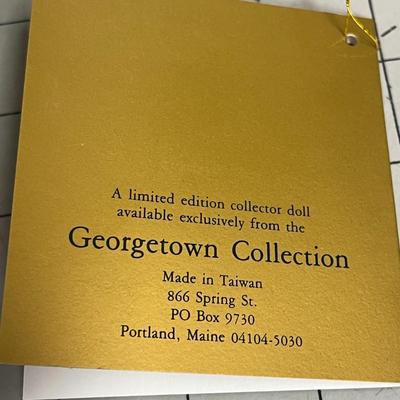 A limited edition collector doll
available exclusively from the
Georgetown Collection
Made in Taiwan
866 Spring St.
PO Box 9730
Portland, Maine 04104-5030